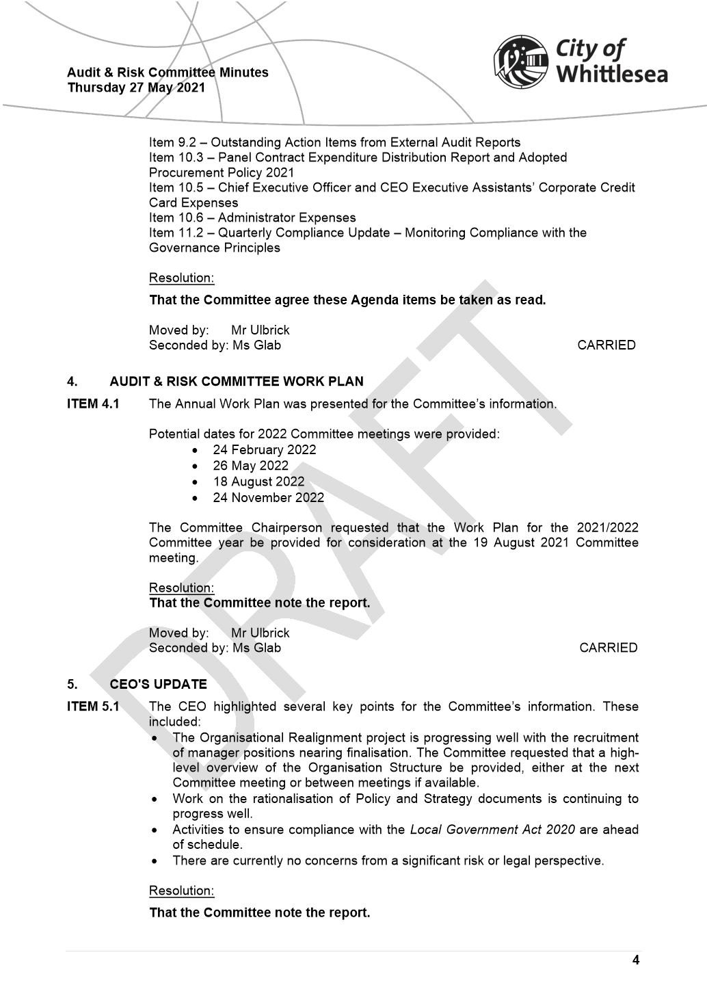 Audit & Risk Committee Minutes
Thursday 27 May 2021
City of
Whittlesea
Item 9.2 – Outstanding Action Items from External Audit Reports
Item 10.3 – Panel Contract Expenditure Distribution Report and Adopted
Procurement Policy 2021
Item 10.5 – Chief Executive Officer and CEO Executive Assistants' Corporate Credit
Card Expenses
Item 10.6 – Administrator Expenses
Item 11.2 – Quarterly Compliance Update – Monitoring Compliance with the
Governance Principles
Resolution:
That the Committee agree these Agenda items be taken as read.
Moved by: Mr Ulbrick
Seconded by: Ms Glab CARRIED
4. AUDIT & RISK COMMITTEE WORK PLAN
ITEM 4.1 The Annual Work Plan was presented for the Committee's information.
Potential dates for 2022 Committee meetings were provided:
• 24 February 2022
• 26 May 2022
• 18 August 2022
• 24 November 2022
The Committee Chairperson requested that the Work Plan for the 2021/2022
Committee year be provided for consideration at the 19 August 2021 Committee
meeting.
Resolution:
That the Committee note the report.
Moved by: Mr Ulbrick
Seconded by: Ms Glab CARRIED
5. CEO'S UPDATE
ITEM 5.1 The CEO highlighted several key points for the Committee's information. These
included:
• The Organisational Realignment project is progressing well with the recruitment
of manager positions nearing finalisation. The Committee requested that a high-
level overview of the Organisation Structure be provided, either at the next
Committee meeting or between meetings if available.
• Work on the rationalisation of Policy and Strategy documents is continuing to
progress well.
• Activities to ensure compliance with the Local Government Act 2020 are ahead
of schedule.
• There are currently no concerns from a significant risk or legal perspective.
Resolution:
That the Committee note the report.
4
DRAFT